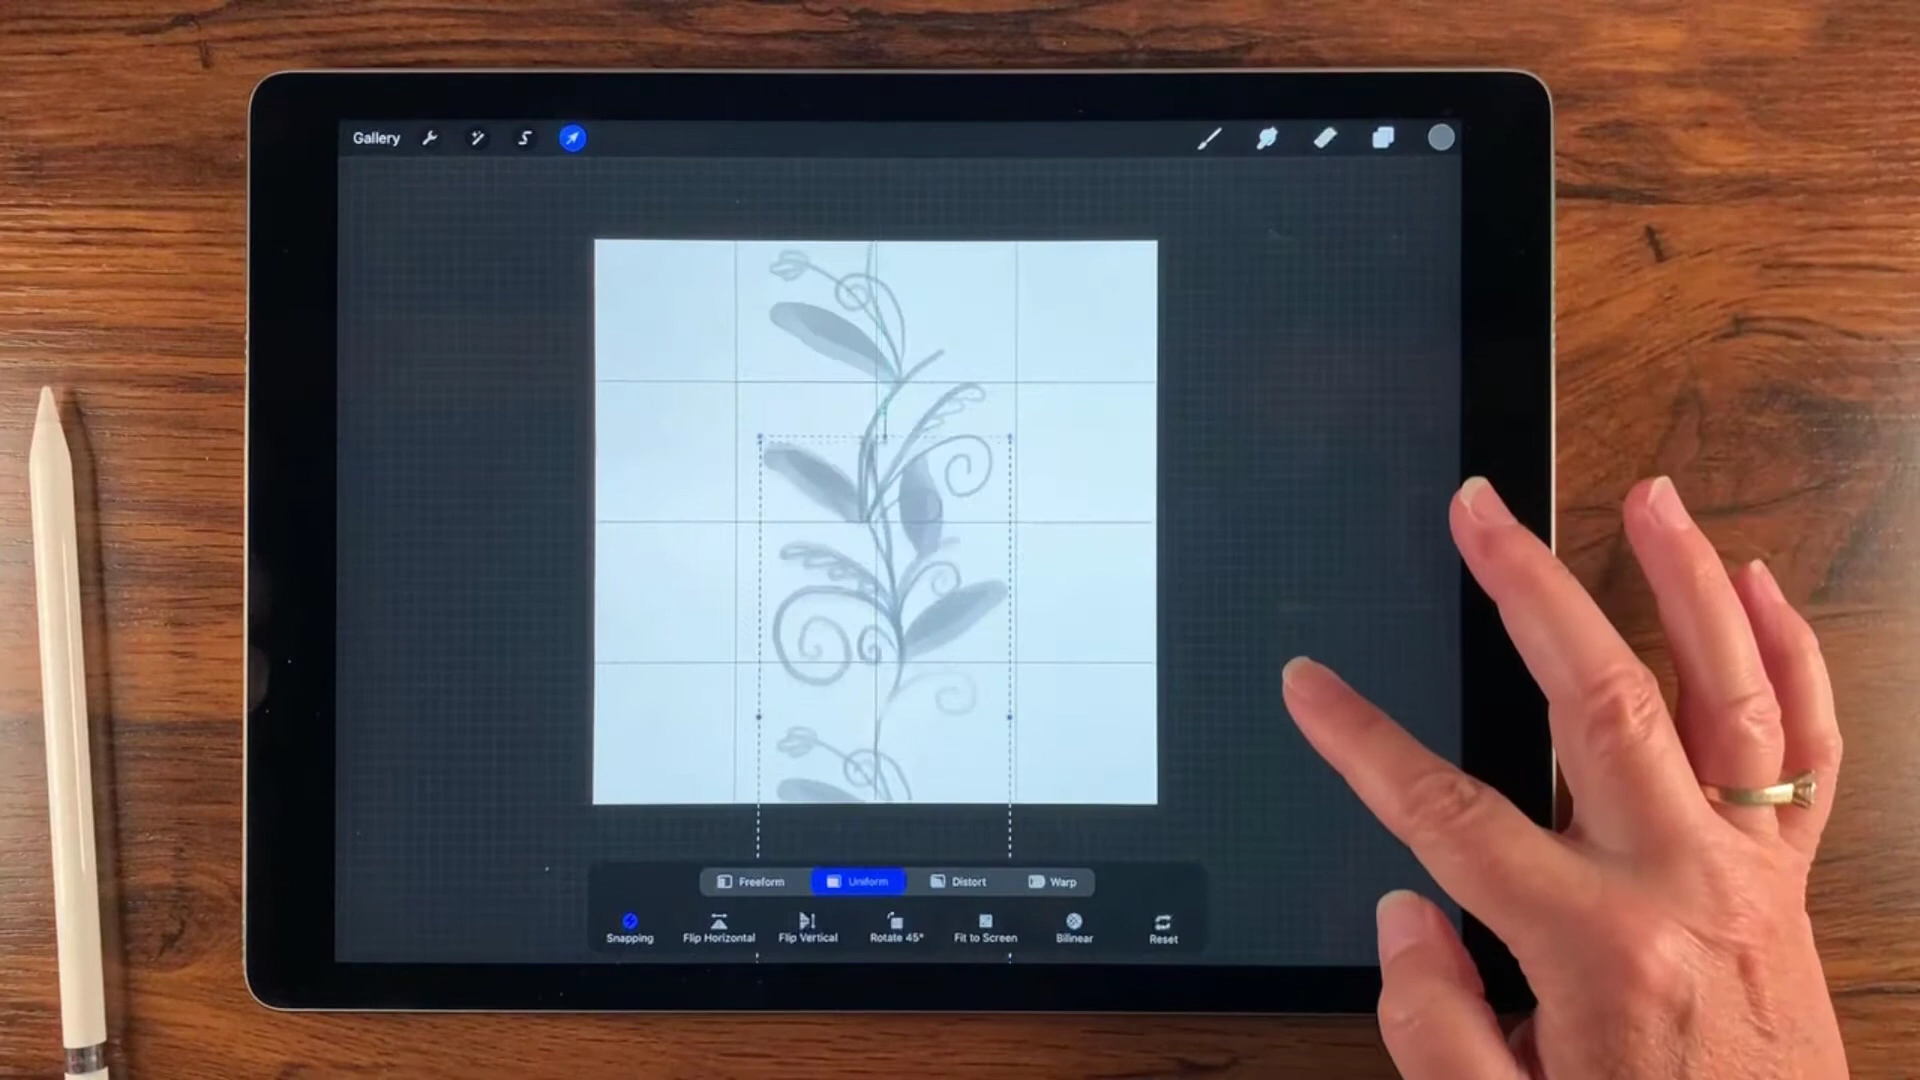 Gallery
Freeform Uniform Distort Warp
Snapping Flip Horizontal Flip Vertical Rotate 45° Fit to Screen Bilinear Reset